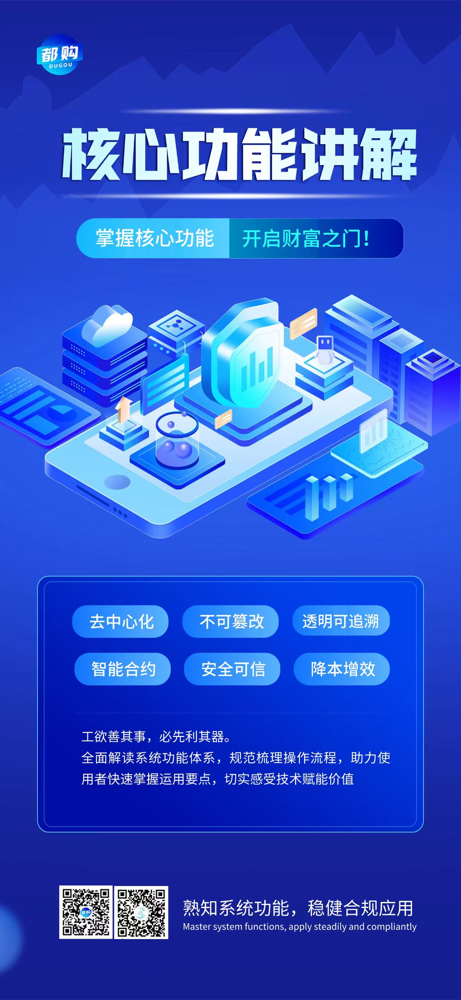 都购
DUGOU
核心功能讲解
掌握核心功能 开启财富之门！
去中心化 不可篡改 透明可追溯
智能合约 安全可信 降本增效
工欲善其事，必先利其器。
全面解读系统功能体系，规范梳理操作流程，助力使
用者快速掌握运用要点，切实感受技术赋能价值
都购
熟知系统功能，稳健合规应用
Master system functions, apply steadily and compliantly